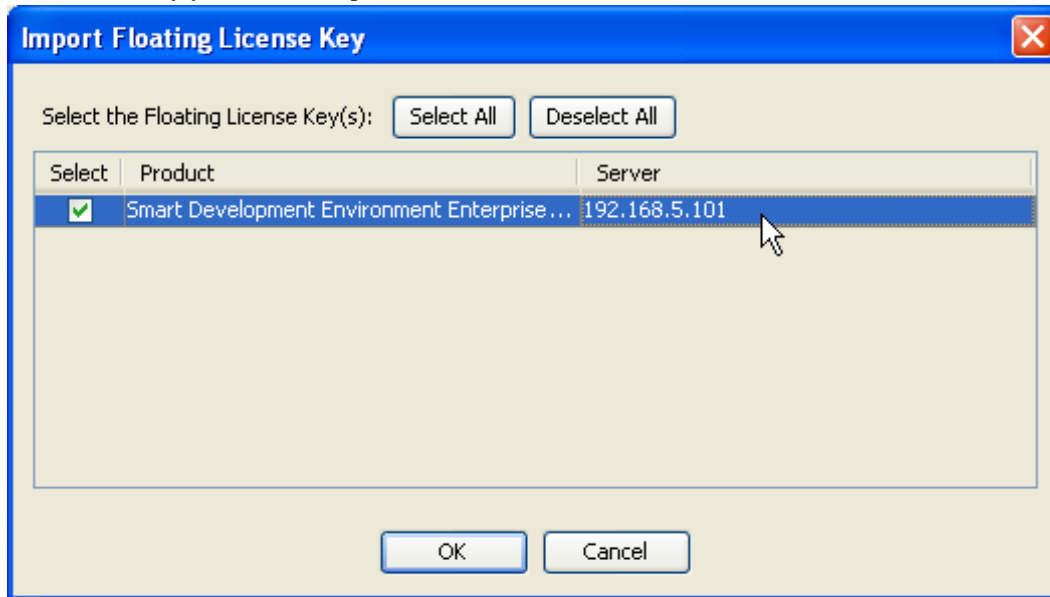 Import Floating License Key
Select the Floating License Key(s): Select All Deselect All
Select Product Server
Smart Development Environment Enterprise... 192.168.5.101
OK Cancel